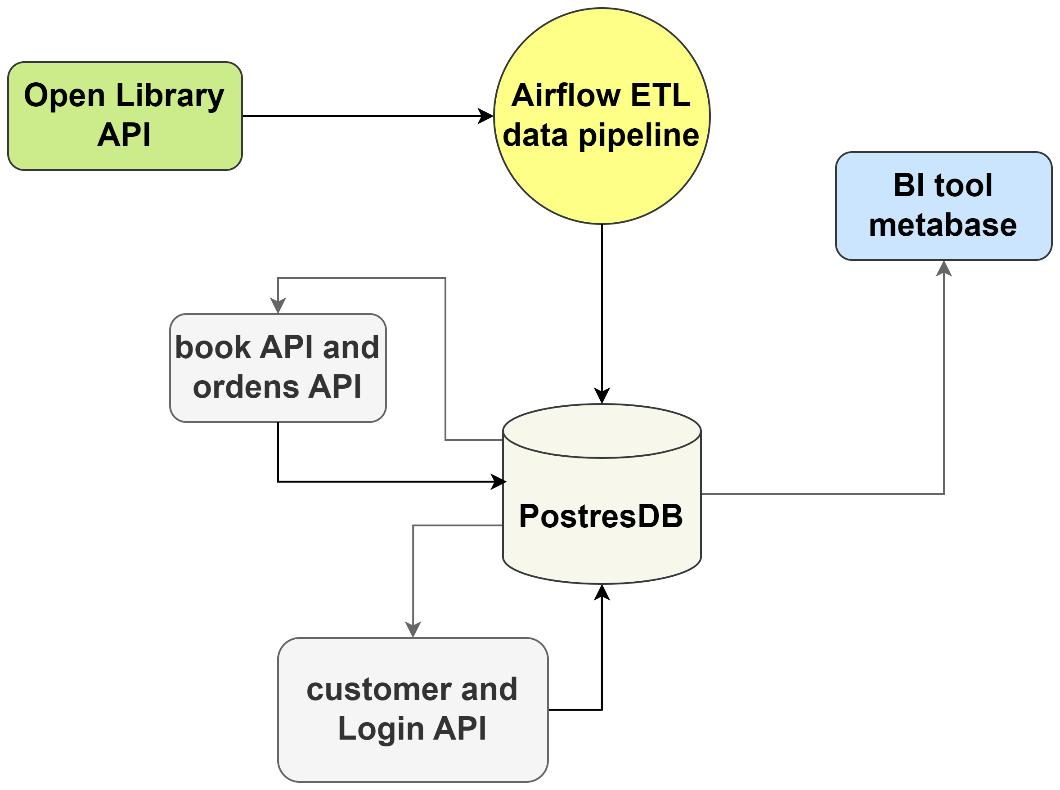 Open Library
API
Airflow ETL
data pipeline
BI tool
metabase
book API and
ordens API
PostresDB
customer and
Login API